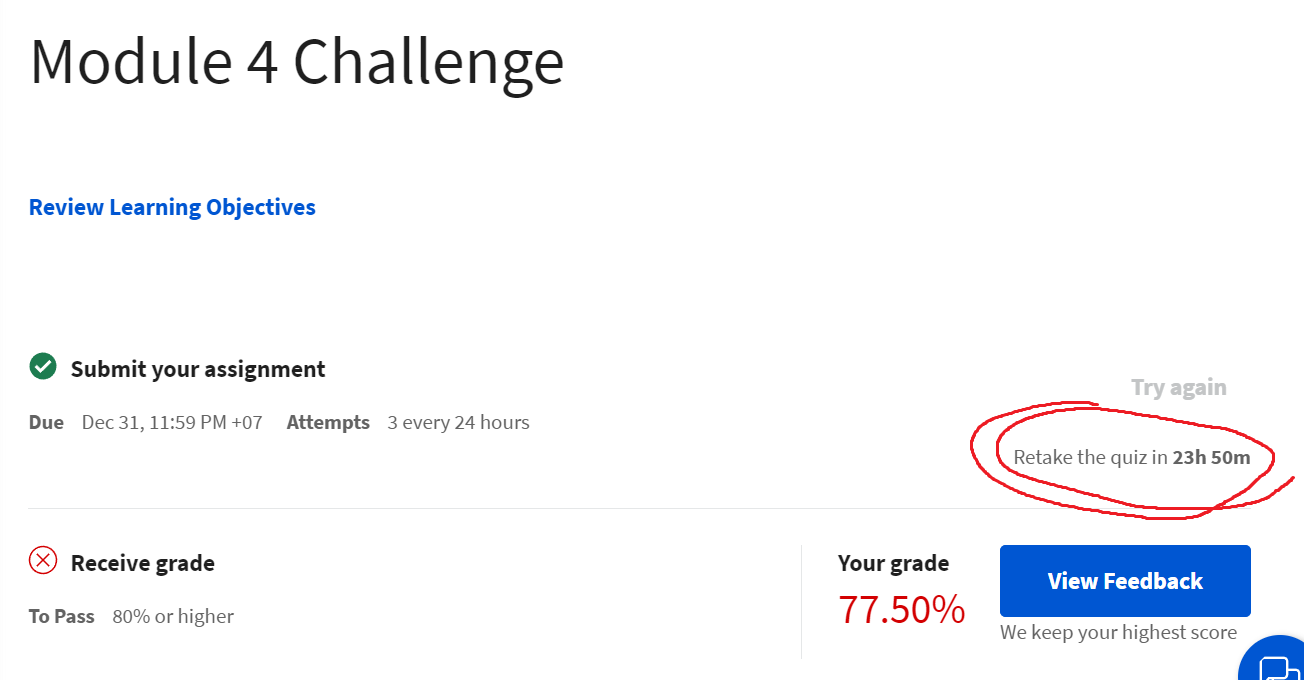 Module 4 Challenge
Review Learning Objectives
Submit your assignment
Try again
Due Dec 31, 11:59 PM +07 Attempts 3 every 24 hours
Retake the quiz in 23h 50m
Receive grade
Your grade
View Feedback
77.50%
To Pass 80% or higher
We keep your highest score